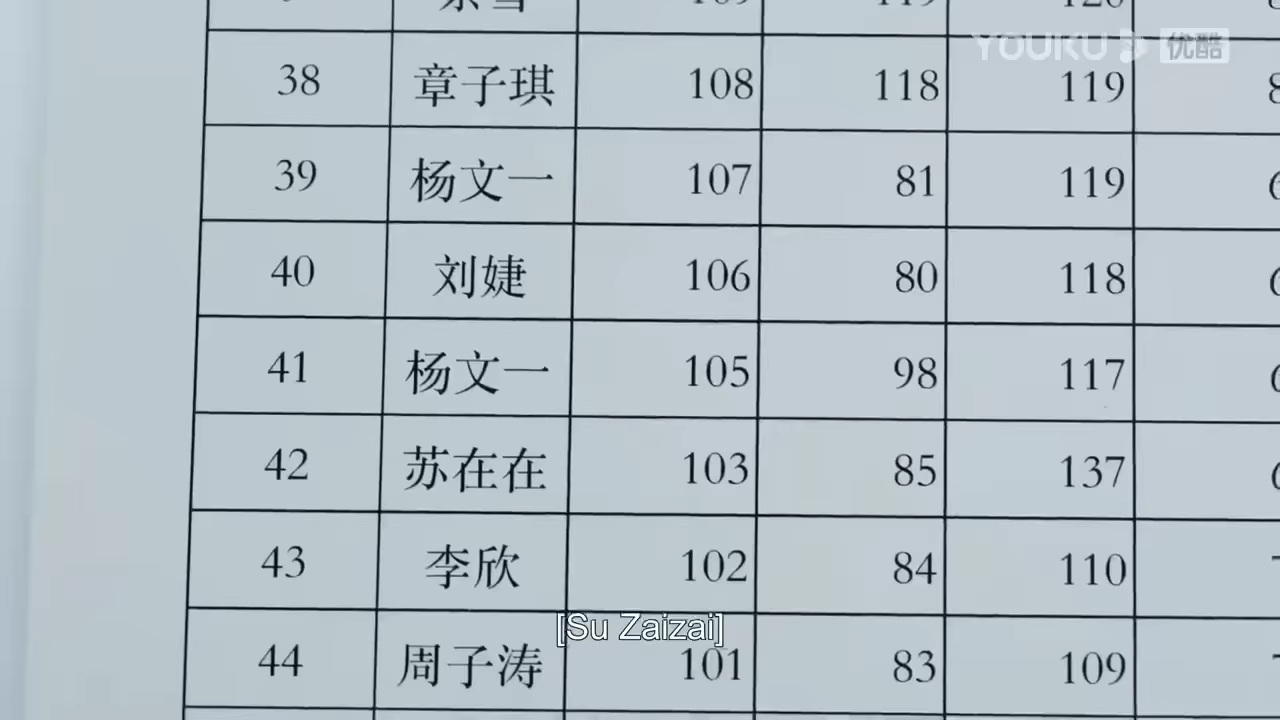 YOUKU 优酷
38 章子琪 108 118 119
39 杨文一 107 81 119
40 刘婕 106 80 118
41 杨文一 105 98 117
42 苏在在 103 85 137
43 李欣 102 84 110
[Su Zaizai]
44 周子涛 101 83 109